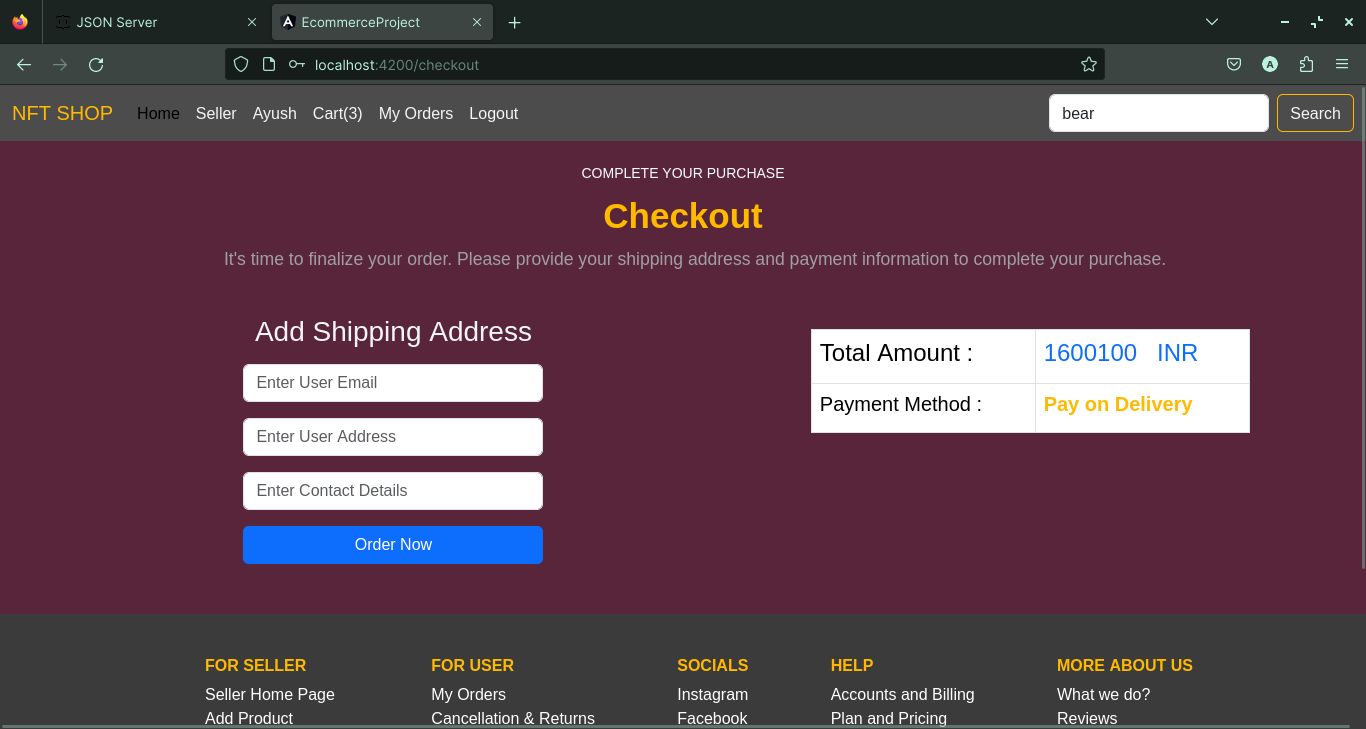 JSON Server
EcommerceProject
localhost:4200/checkout
A
NFT SHOP Home Seller Ayush Cart(3) My Orders Logout bear Search
COMPLETE YOUR PURCHASE
Checkout
It's time to finalize your order. Please provide your shipping address and payment information to complete your purchase.
Add Shipping Address
Enter User Email
Enter User Address
Enter Contact Details
Order Now
Total Amount : 1600100 INR
Payment Method : Pay on Delivery
FOR SELLER
Seller Home Page
Add Product
FOR USER
My Orders
Cancellation & Returns
SOCIALS
Instagram
Facebook
HELP
Accounts and Billing
Plan and Pricing
MORE ABOUT US
What we do?
Reviews